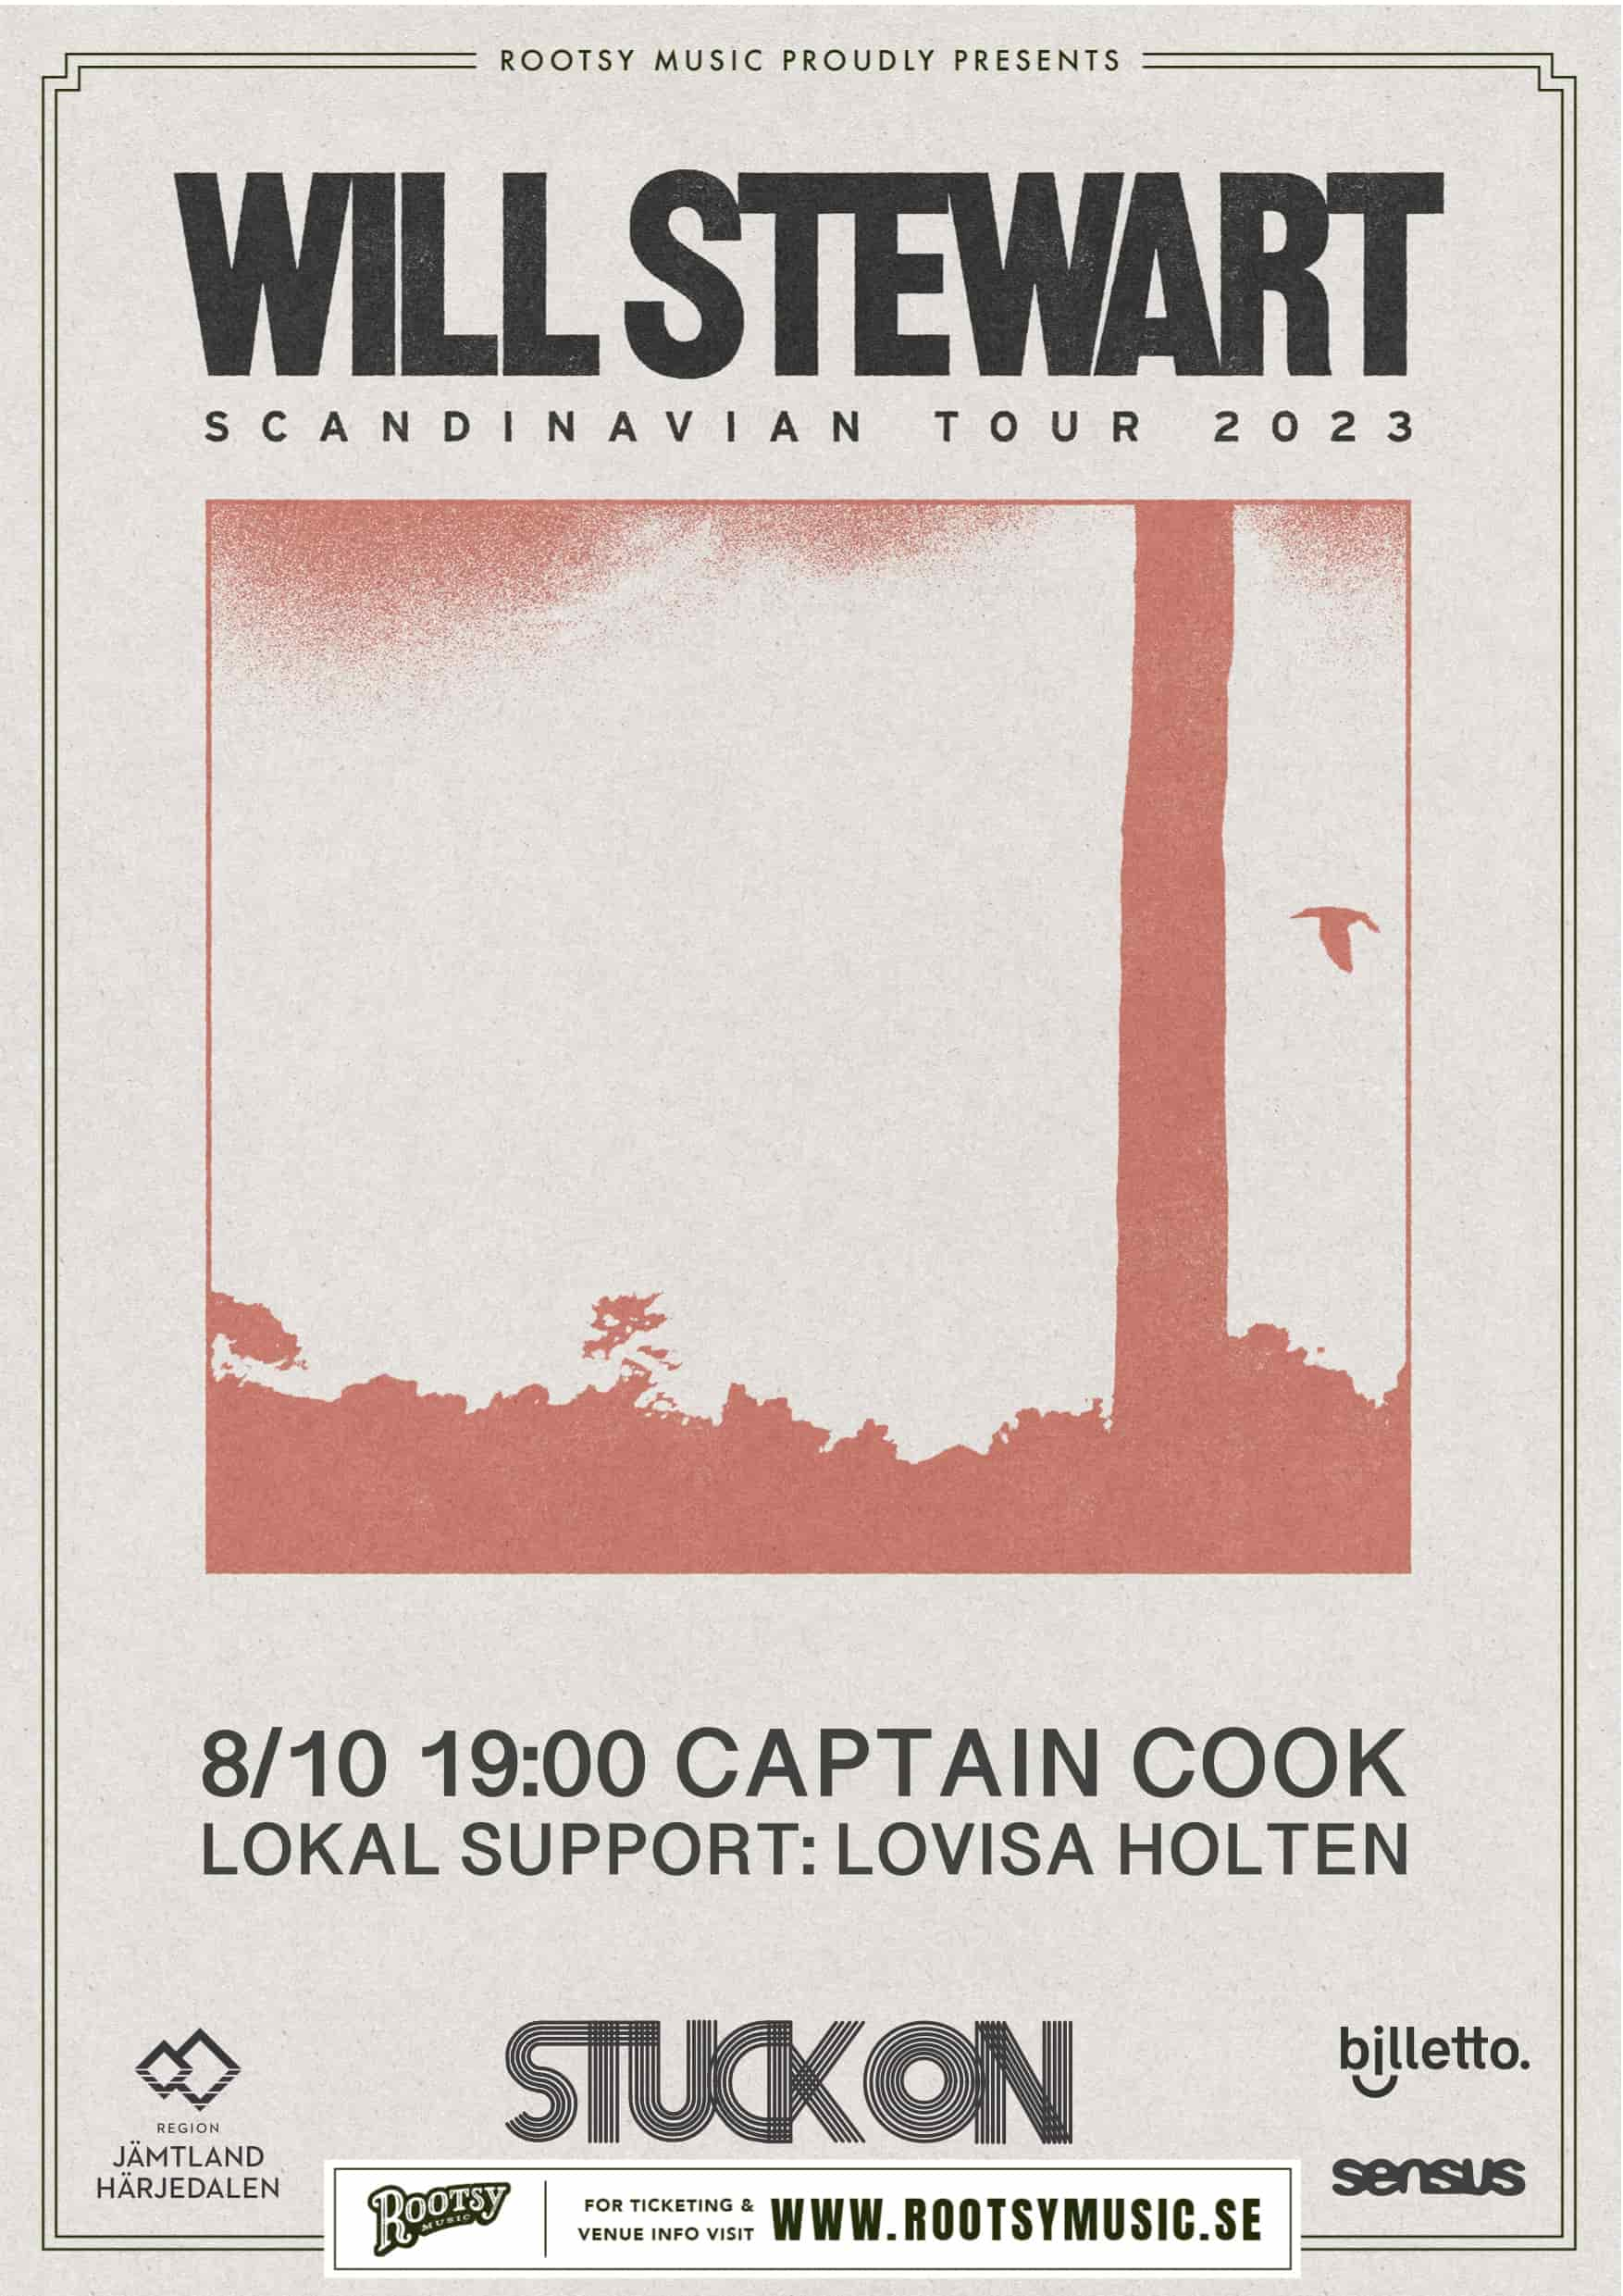 ROOTSY MUSIC PROUDLY PRESENTS
WILL STEWART
SCANDINAVIAN TOUR 2023
8/10 19:00 CAPTAIN COOK
LOKAL SUPPORT: LOVISA HOLTEN
STUCK ON
REGION
JÄMTLAND
HÄRJEDALEN
billetto.
sensus
ROOTSY
MUSIC
FOR TICKETING &
VENUE INFO VISIT
WWW.ROOTSYMUSIC.SE